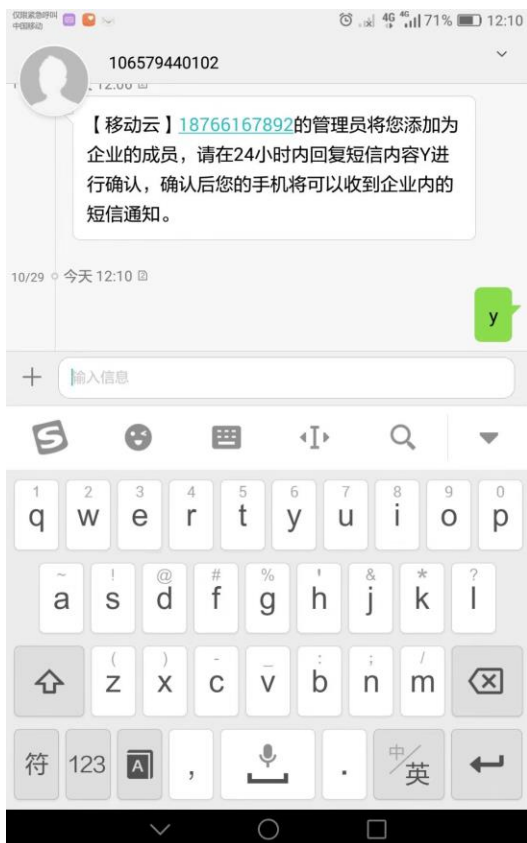 仅限紧急呼叫
中国移动
4G 4G 71% 12:10
106579440102
12:06
【移动云】18766167892的管理员将您添加为
企业的成员，请在24小时内回复短信内容Y进
行确认，确认后您的手机将可以收到企业内的
短信通知。
10/29 今天 12:10
y
输入信息
1 2 3 4 5 6 7 8 9 0
q w e r t y u i o p
~ ! @ # % ' & * ?
a s d f g h j k l
( ) - _ : ; /
z x c v b n m
符 123 A , . 中/英